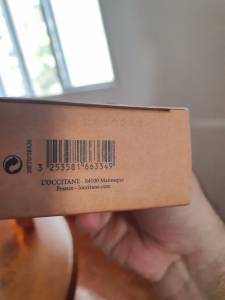 3 253581 663349
L'OCCITANE - 04100 Manosque
France - loccitane.com